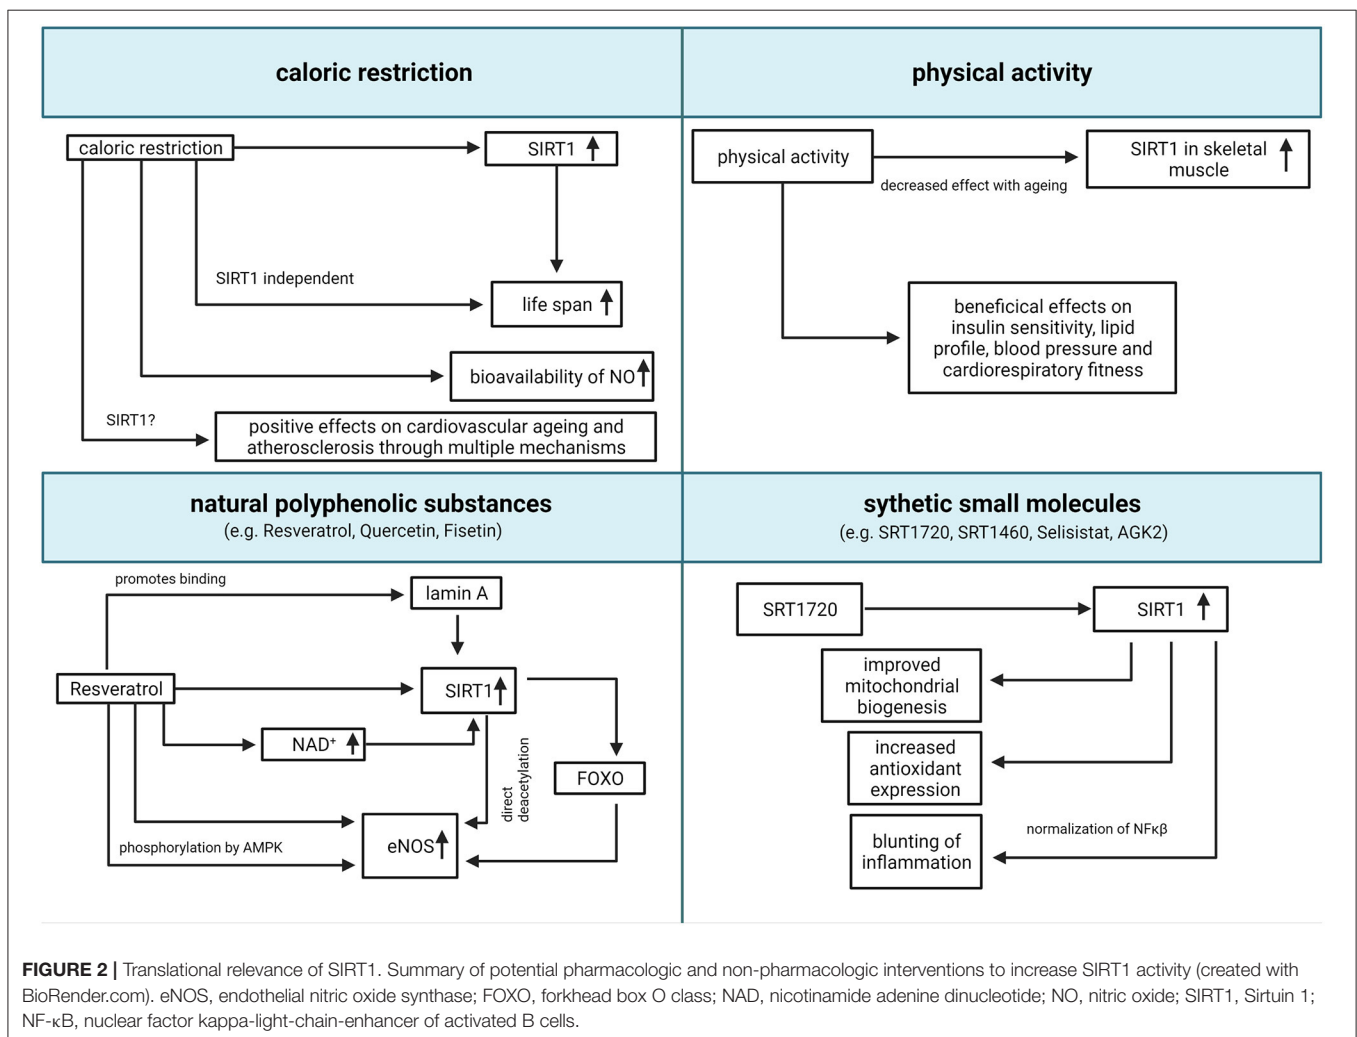 caloric restriction
physical activity
caloric restriction
SIRT1
SIRT1 independent
life span
bioavailability of NO
SIRT1?
positive effects on cardiovascular ageing and
atherosclerosis through multiple mechanisms
physical activity
decreased effect with ageing
SIRT1 in skeletal
muscle
beneficical effects on
insulin sensitivity, lipid
profile, blood pressure and
cardiorespiratory fitness
natural polyphenolic substances
(e.g. Resveratrol, Quercetin, Fisetin)
sythetic small molecules
(e.g. SRT1720, SRT1460, Selisistat, AGK2)
promotes binding
lamin A
Resveratrol
SIRT1
NAD⁺
direct
deacetylation
FOXO
eNOS
phosphorylation by AMPK
SRT1720
SIRT1
improved
mitochondrial
biogenesis
increased
antioxidant
expression
blunting of
inflammation
normalization of NFκβ
FIGURE 2 | Translational relevance of SIRT1. Summary of potential pharmacologic and non-pharmacologic interventions to increase SIRT1 activity (created with
BioRender.com). eNOS, endothelial nitric oxide synthase; FOXO, forkhead box O class; NAD, nicotinamide adenine dinucleotide; NO, nitric oxide; SIRT1, Sirtuin 1;
NF-κB, nuclear factor kappa-light-chain-enhancer of activated B cells.